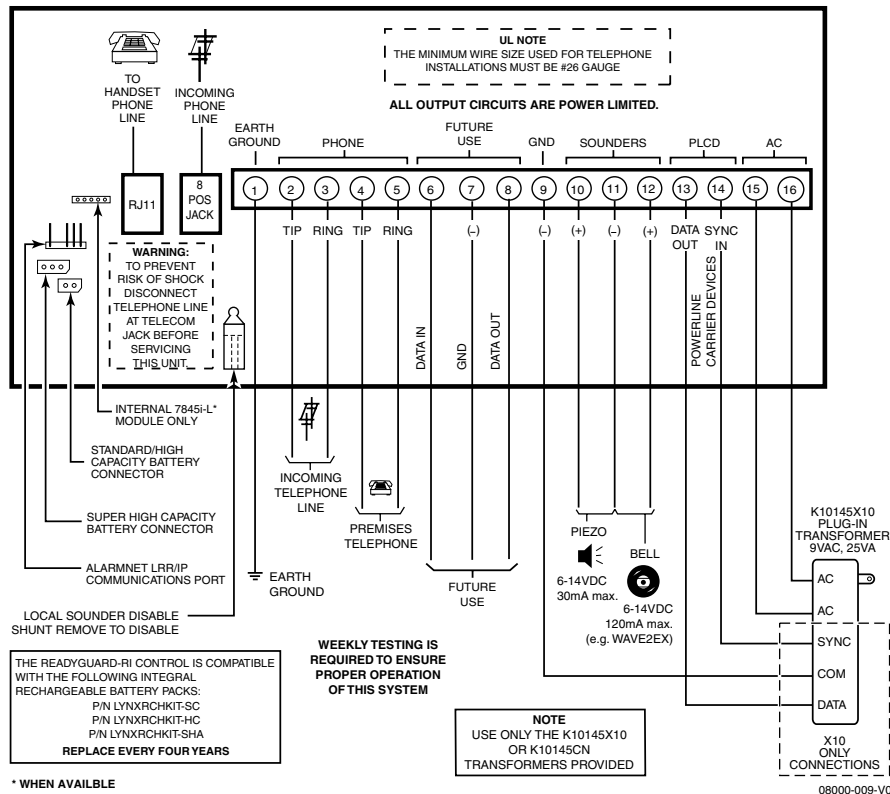 UL NOTE
THE MINIMUM WIRE SIZE USED FOR TELEPHONE
INSTALLATIONS MUST BE #26 GAUGE
ALL OUTPUT CIRCUITS ARE POWER LIMITED.
TO
HANDSET
PHONE
LINE
INCOMING
PHONE
LINE
EARTH
GROUND
PHONE
FUTURE
USE
GND
SOUNDERS
PLCD
AC
RJ11
8
POS
JACK
1 2 3 4 5 6 7 8 9 10 11 12 13 14 15 16
TIP RING TIP RING (–) (–) (+) (–) (+) DATA OUT SYNC IN
DATA IN
GND
DATA OUT
POWERLINE
CARRIER DEVICES
WARNING:
TO PREVENT
RISK OF SHOCK
DISCONNECT
TELEPHONE LINE
AT TELECOM
JACK BEFORE
SERVICING
THIS UNIT.
INTERNAL 7845i-L*
MODULE ONLY
STANDARD/HIGH
CAPACITY BATTERY
CONNECTOR
SUPER HIGH CAPACITY
BATTERY CONNECTOR
ALARMNET LRR/IP
COMMUNICATIONS PORT
LOCAL SOUNDER DISABLE
SHUNT REMOVE TO DISABLE
EARTH
GROUND
INCOMING
TELEPHONE
LINE
PREMISES
TELEPHONE
FUTURE
USE
PIEZO
6-14VDC
30mA max.
BELL
6-14VDC
120mA max.
(e.g. WAVE2EX)
K10145X10
PLUG-IN
TRANSFORMER
9VAC, 25VA
AC
AC
SYNC
COM
DATA
X10
ONLY
CONNECTIONS
THE READYGUARD-RI CONTROL IS COMPATIBLE
WITH THE FOLLOWING INTEGRAL
RECHARGEABLE BATTERY PACKS:
P/N LYNXRCHKIT-SC
P/N LYNXRCHKIT-HC
P/N LYNXRCHKIT-SHA
REPLACE EVERY FOUR YEARS
WEEKLY TESTING IS
REQUIRED TO ENSURE
PROPER OPERATION
OF THIS SYSTEM
NOTE
USE ONLY THE K10145X10
OR K10145CN
TRANSFORMERS PROVIDED
* WHEN AVAILBLE
08000-009-V0